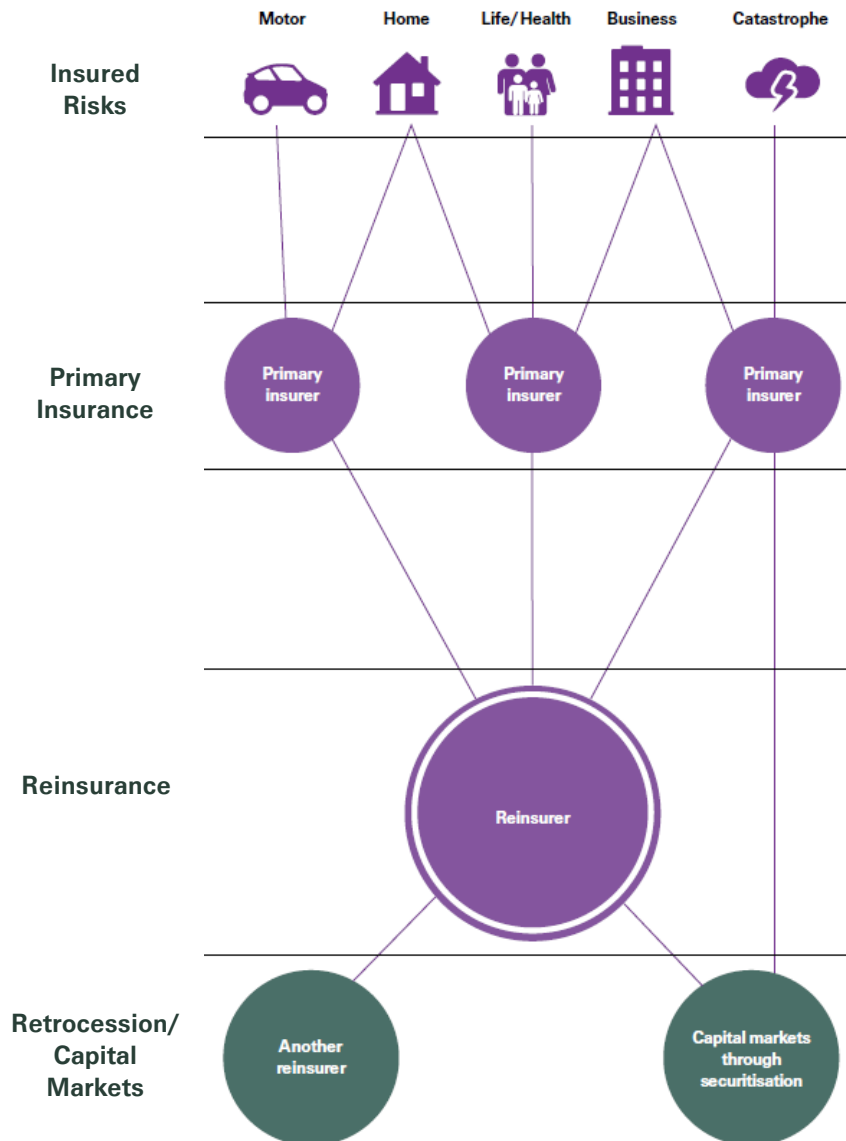 Motor
Home
Life/Health
Business
Catastrophe
Insured
Risks
Primary
Insurance
Primary
insurer
Primary
insurer
Primary
insurer
Reinsurance
Reinsurer
Retrocession/
Capital
Markets
Another
reinsurer
Capital markets
through
securitisation